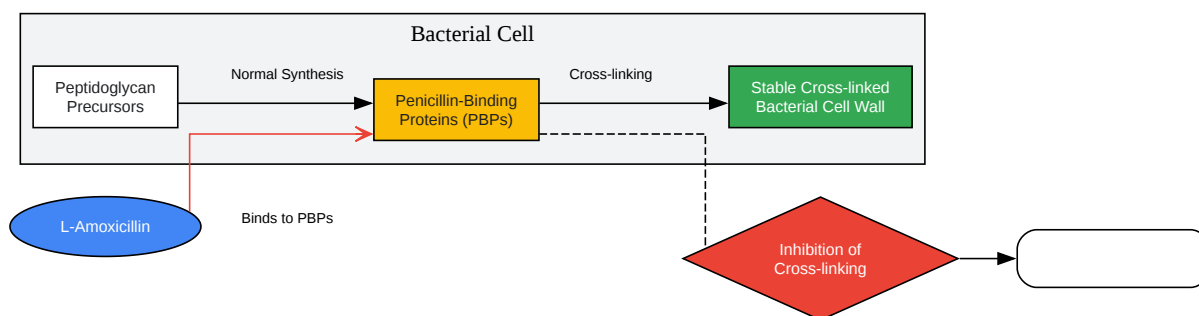 Bacterial Cell
Peptidoglycan
Precursors
Normal Synthesis
Penicillin-Binding
Proteins (PBPs)
Cross-linking
Stable Cross-linked
Bacterial Cell Wall
L-Amoxicillin
Binds to PBPs
Inhibition of
Cross-linking